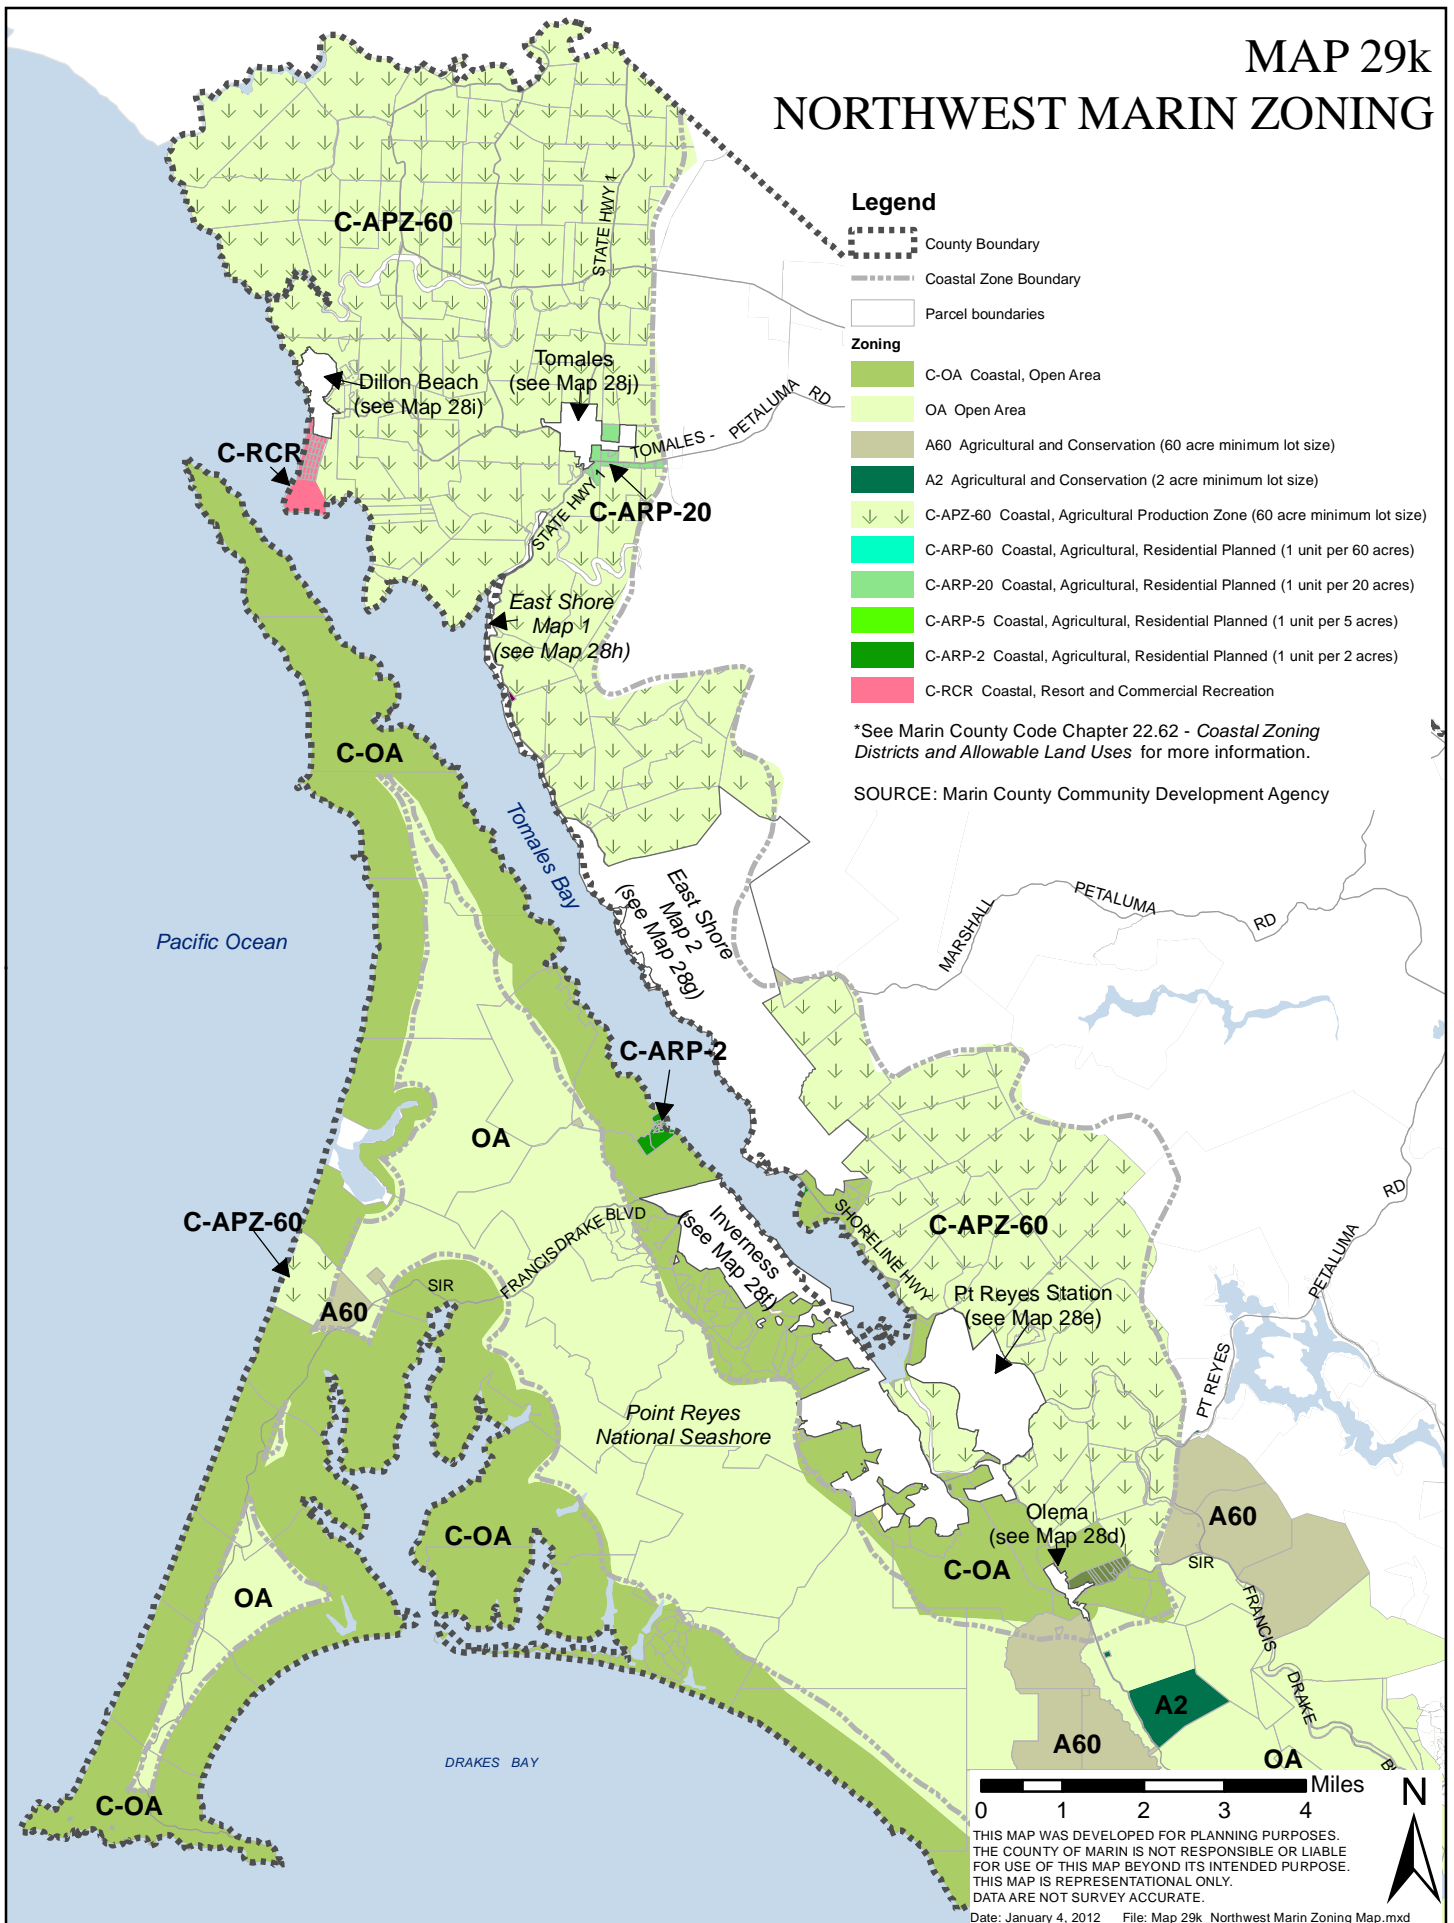 MAP 29k
NORTHWEST MARIN ZONING
Legend
County Boundary
Coastal Zone Boundary
Parcel boundaries
Zoning
C-OA Coastal, Open Area
OA Open Area
A60 Agricultural and Conservation (60 acre minimum lot size)
A2 Agricultural and Conservation (2 acre minimum lot size)
C-APZ-60 Coastal, Agricultural Production Zone (60 acre minimum lot size)
C-ARP-60 Coastal, Agricultural, Residential Planned (1 unit per 60 acres)
C-ARP-20 Coastal, Agricultural, Residential Planned (1 unit per 20 acres)
C-ARP-5 Coastal, Agricultural, Residential Planned (1 unit per 5 acres)
C-ARP-2 Coastal, Agricultural, Residential Planned (1 unit per 2 acres)
C-RCR Coastal, Resort and Commercial Recreation
*See Marin County Code Chapter 22.62 - Coastal Zoning
Districts and Allowable Land Uses for more information.
SOURCE: Marin County Community Development Agency
C-APZ-60
STATE HWY 1
Dillon Beach
(see Map 28i)
Tomales
(see Map 28j)
TOMALES - PETALUMA RD
C-RCR
C-ARP-20
STATE HWY 1
East Shore
Map 1
(see Map 28h)
C-OA
Tomales Bay
East Shore
Map 2
(see Map 28g)
Pacific Ocean
MARSHALL PETALUMA RD
C-ARP-2
OA
C-APZ-60
A60
SIR FRANCIS DRAKE BLVD
Inverness
(see Map 28f)
SHORELINE HWY
C-APZ-60
Pt Reyes Station
(see Map 28e)
PT REYES PETALUMA RD
Point Reyes
National Seashore
C-OA
OA
Olema
(see Map 28d)
C-OA
A60
SIR FRANCIS DRAKE
A2
A60
OA
C-OA
DRAKES BAY
0 1 2 3 4 Miles
N
THIS MAP WAS DEVELOPED FOR PLANNING PURPOSES.
THE COUNTY OF MARIN IS NOT RESPONSIBLE OR LIABLE
FOR USE OF THIS MAP BEYOND ITS INTENDED PURPOSE.
THIS MAP IS REPRESENTATIONAL ONLY.
DATA ARE NOT SURVEY ACCURATE.
Date: January 4, 2012 File: Map 29k_Northwest Marin Zoning Map.mxd